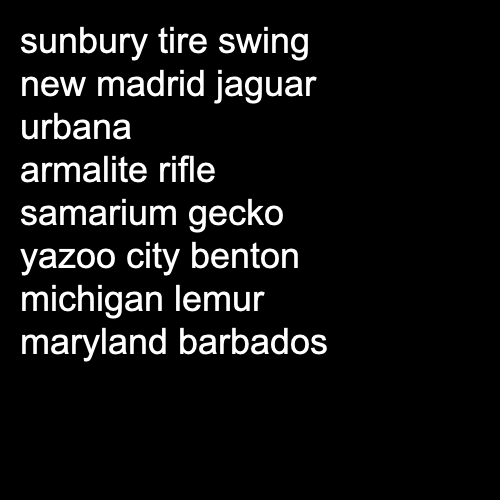 sunbury tire swing
new madrid jaguar
urbana
armalite rifle
samarium gecko
yazoo city benton
michigan lemur
maryland barbados